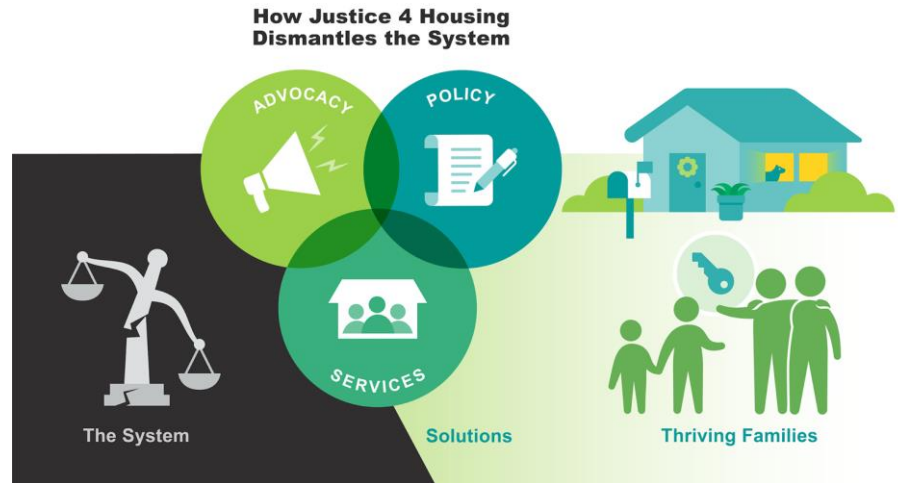 How Justice 4 Housing
Dismantles the System
ADVOCACY
POLICY
SERVICES
The System
Solutions
Thriving Families